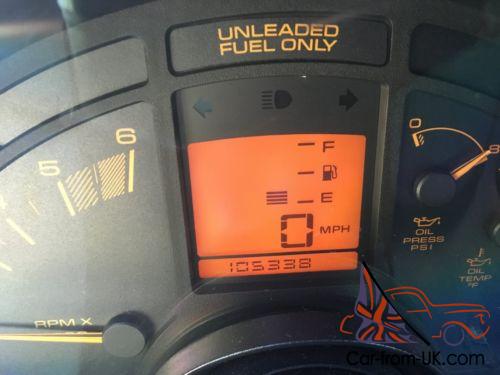 UNLEADED
FUEL ONLY
5 6
F
E
0 MPH
105338
RPM X
0 8
OIL
PRESS
PSI
OIL
TEMP
°F
Car-from-UK.com